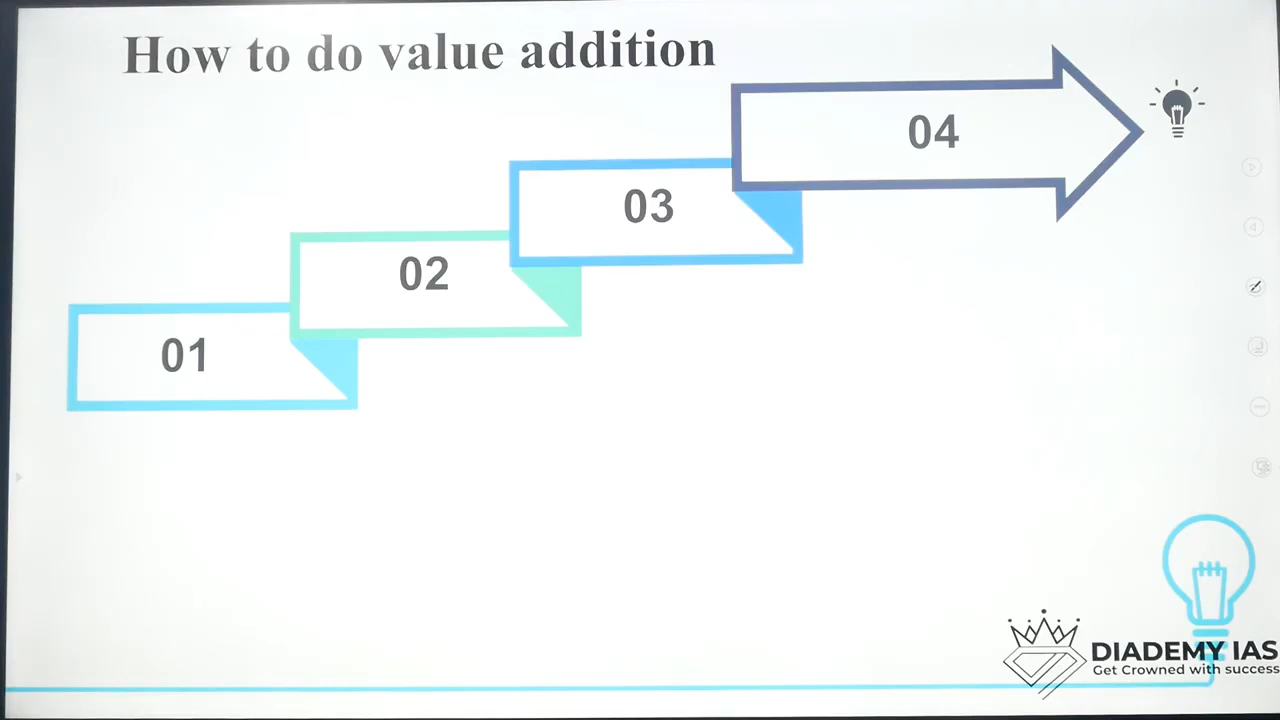 How to do value addition
04
03
02
01
DIADEMY IAS
Get Crowned with success